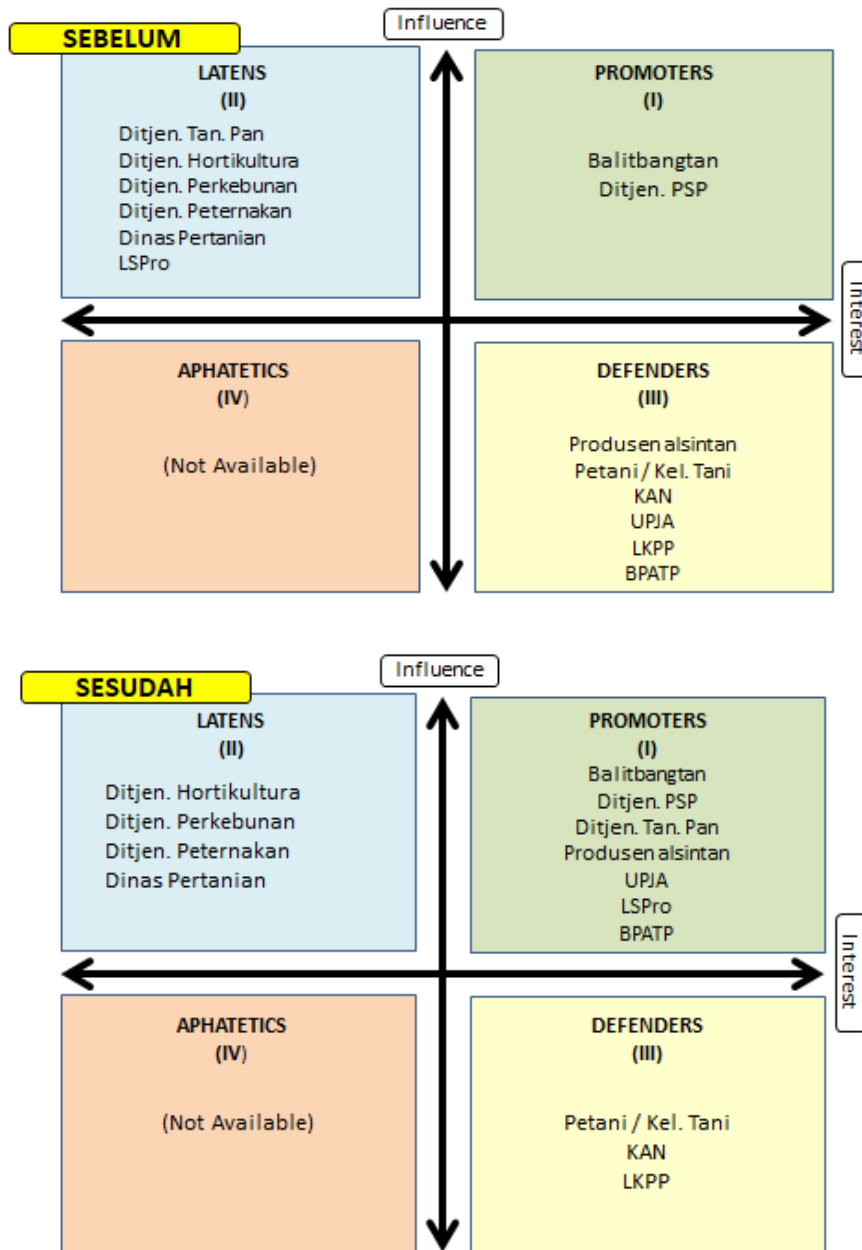 Influence
SEBELUM
LATENS
(II)
Ditjen. Tan. Pan
Ditjen. Hortikultura
Ditjen. Perkebunan
Ditjen. Peternakan
Dinas Pertanian
LSPro
PROMOTERS
(I)
Balitbangtan
Ditjen. PSP
Interest
APHATETICS
(IV)
(Not Available)
DEFENDERS
(III)
Produsen alsintan
Petani / Kel. Tani
KAN
UPJA
LKPP
BPATP
Influence
SESUDAH
LATENS
(II)
Ditjen. Hortikultura
Ditjen. Perkebunan
Ditjen. Peternakan
Dinas Pertanian
PROMOTERS
(I)
Balitbangtan
Ditjen. PSP
Ditjen. Tan. Pan
Produsen alsintan
UPJA
LSPro
BPATP
Interest
APHATETICS
(IV)
(Not Available)
DEFENDERS
(III)
Petani / Kel. Tani
KAN
LKPP